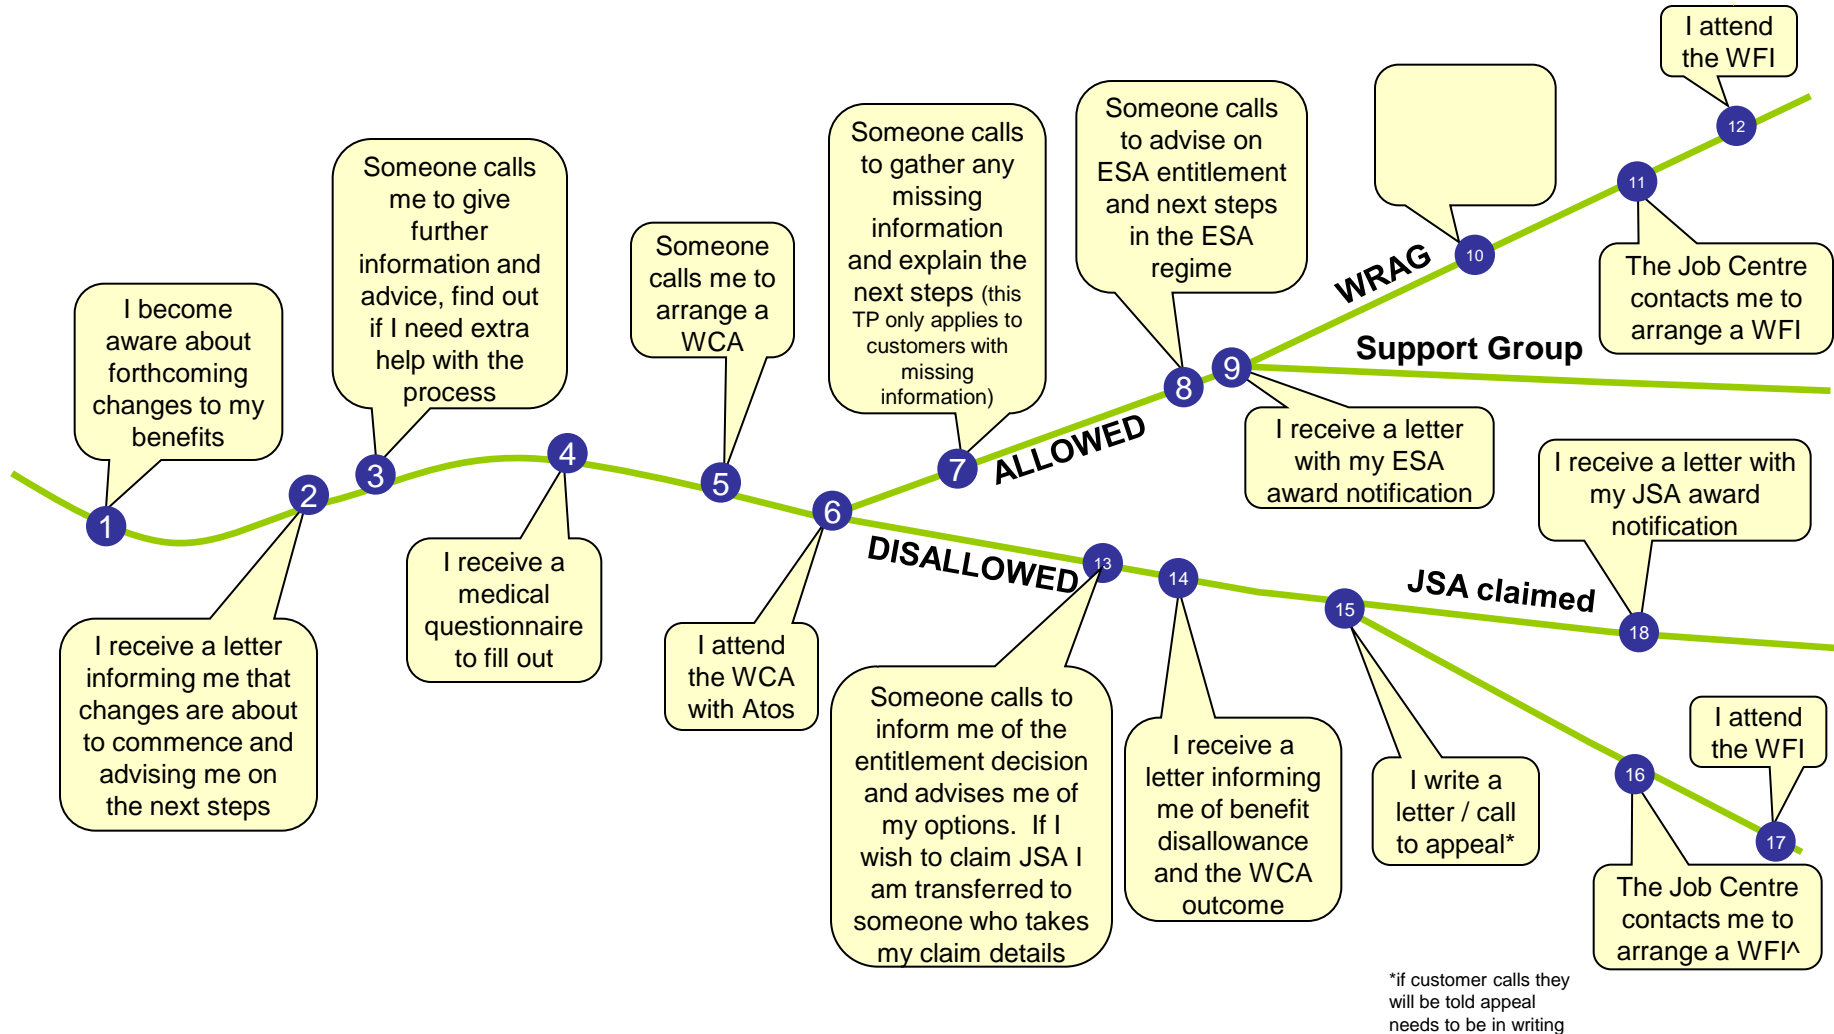 I become
aware about
forthcoming
changes to my
benefits
1
I receive a letter
informing me that
changes are about
to commence and
advising me on
the next steps
2
Someone calls
me to give
further
information and
advice, find out
if I need extra
help with the
process
3
I receive a
medical
questionnaire
to fill out
4
Someone
calls me to
arrange a
WCA
5
I attend
the WCA
with Atos
6
ALLOWED
Someone calls
to gather any
missing
information
and explain the
next steps (this
TP only applies to
customers with
missing
information)
7
Someone calls
to advise on
ESA entitlement
and next steps
in the ESA
regime
8
I receive a letter
with my ESA
award notification
9
WRAG
10
The Job Centre
contacts me to
arrange a WFI
11
I attend
the WFI
12
Support Group
DISALLOWED
Someone calls to
inform me of the
entitlement decision
and advises me of
my options. If I
wish to claim JSA I
am transferred to
someone who takes
my claim details
13
I receive a
letter informing
me of benefit
disallowance
and the WCA
outcome
14
I write a
letter / call
to appeal*
15
The Job Centre
contacts me to
arrange a WFI^
16
I attend
the WFI
17
JSA claimed
I receive a letter with
my JSA award
notification
18
*if customer calls they
will be told appeal
needs to be in writing